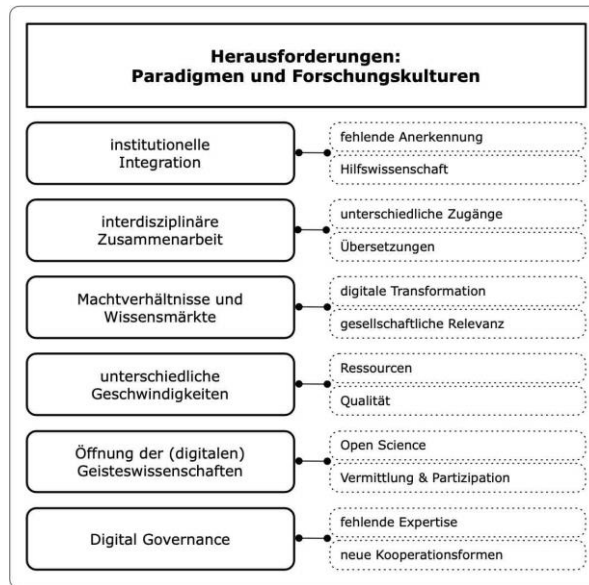 Herausforderungen:
Paradigmen und Forschungskulturen
institutionelle
Integration
fehlende Anerkennung
Hilfswissenschaft
interdisziplinäre
Zusammenarbeit
unterschiedliche Zugänge
Übersetzungen
Machtverhältnisse und
Wissensmärkte
digitale Transformation
gesellschaftliche Relevanz
unterschiedliche
Geschwindigkeiten
Ressourcen
Qualität
Öffnung der (digitalen)
Geisteswissenschaften
Open Science
Vermittlung & Partizipation
Digital Governance
fehlende Expertise
neue Kooperationsformen